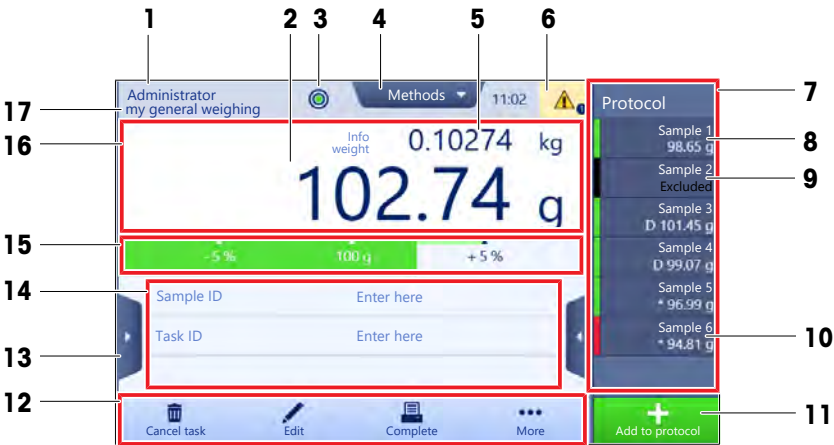 1
2
3
4
5
6
Administrator
my general weighing
Methods
11:02
Protocol
7
17
16
Info
weight
0.10274 kg
102.74 g
Sample 1
98.65 g
8
Sample 2
Excluded
9
Sample 3
D 101.45 g
15
- 5 %
100 g
+ 5 %
Sample 4
D 99.07 g
14
Sample ID
Enter here
Sample 5
* 96.99 g
13
Task ID
Enter here
Sample 6
* 94.81 g
10
12
Cancel task
Edit
Complete
More
Add to protocol
11